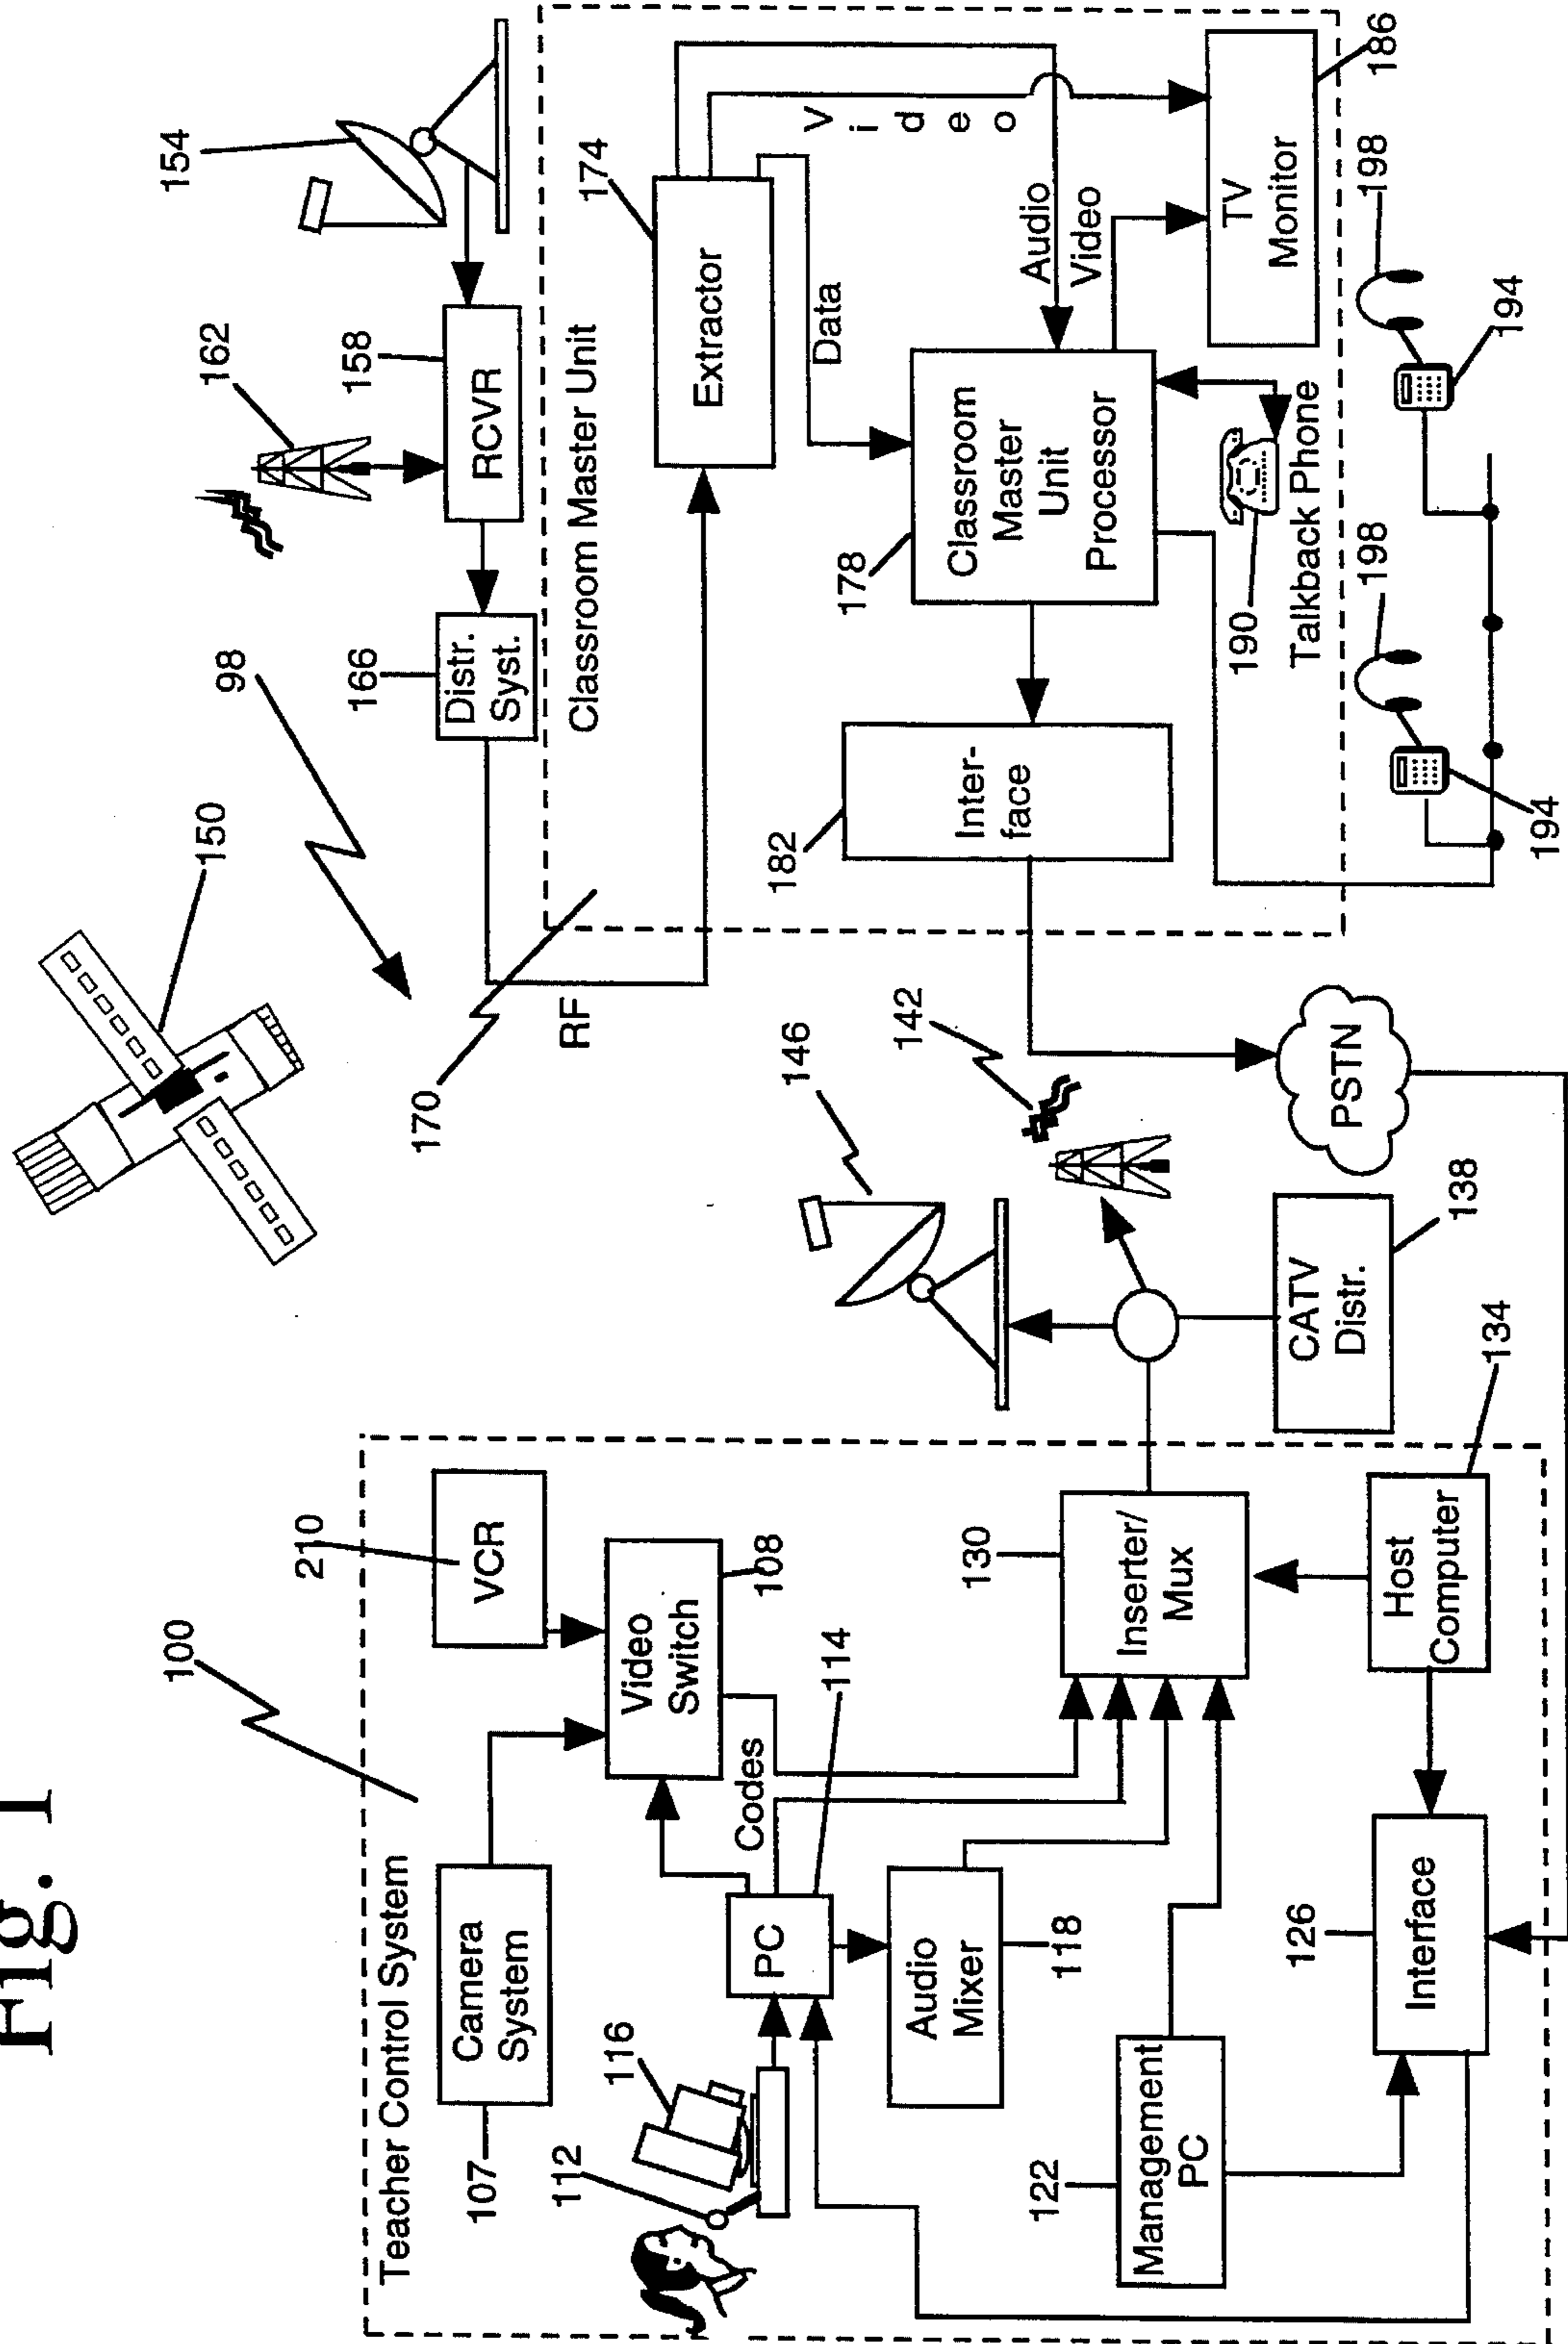 Fig. 1
100
Teacher Control System
107
Camera
System
210
VCR
Video
Switch
108
112
116
PC
Codes
114
Audio
Mixer
118
122
Management
PC
126
Interface
130
Inserter/
Mux
Host
Computer
134
CATV
Distr.
138
146
142
PSTN
150
98
154
162
158
RCVR
166
Distr.
Syst.
170
RF
Classroom Master Unit
174
Extractor
Data
Video
Audio
Video
178
Classroom
Master
Unit
Processor
182
Inter-
face
TV
Monitor
186
190
Talkback Phone
198
194
198
194